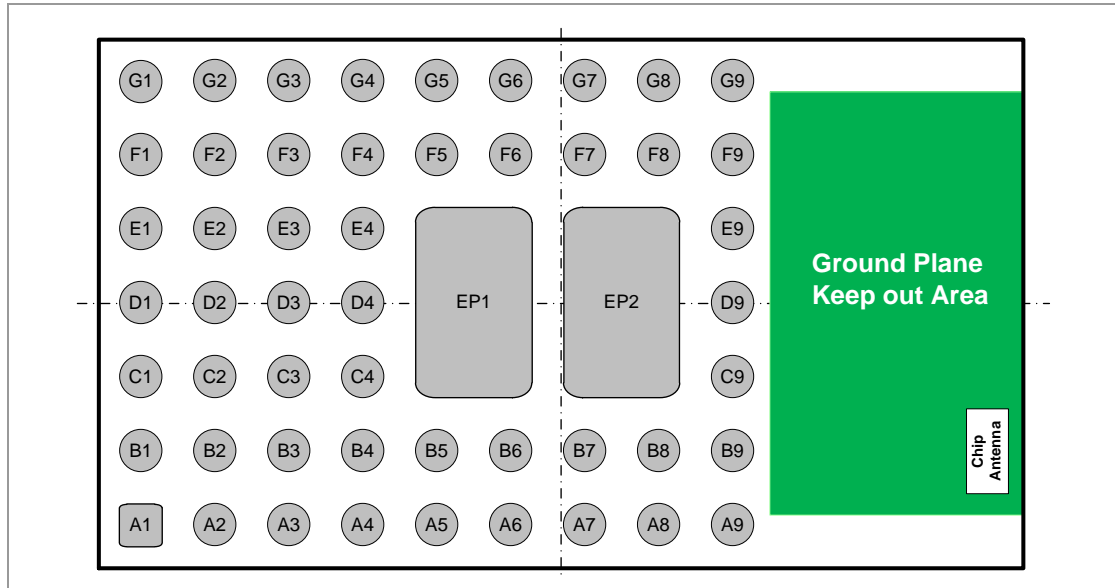 G1 G2 G3 G4 G5 G6 G7 G8 G9
F1 F2 F3 F4 F5 F6 F7 F8 F9
E1 E2 E3 E4 E9
Ground Plane
Keep out Area
D1 D2 D3 D4 EP1 EP2 D9
C1 C2 C3 C4 C9
B1 B2 B3 B4 B5 B6 B7 B8 B9
Chip
Antenna
A1 A2 A3 A4 A5 A6 A7 A8 A9